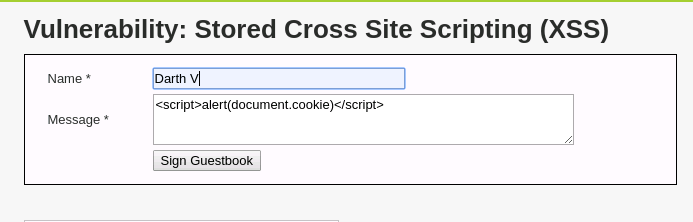 Vulnerability: Stored Cross Site Scripting (XSS)
Name * Darth V
Message * <script>alert(document.cookie)</script>
Sign Guestbook